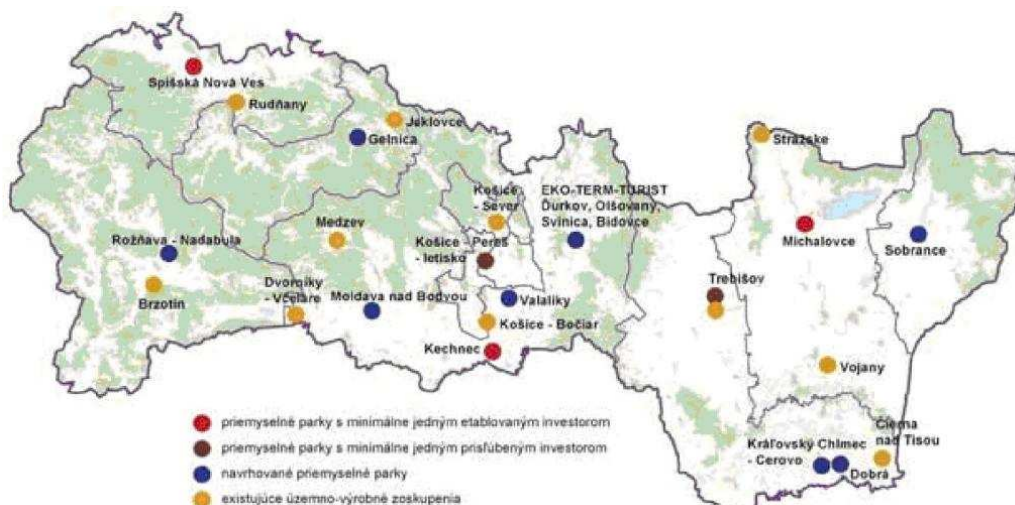 Spišská Nová Ves
Rudňany
Jeklovce
Gelnica
Stražske
Košice
- Sever
EKO-TERM-TURIST
Ďurkov, Olšovany,
Svinica, Bidovce
Medzev
Michalovce
Sobrance
Rožňava - Nadabula
Košice - Pereš
- letisko
Brzotín
Dvorníky
- Včeláre
Moldava nad Bodvou
Valaliky
Trebišov
Košice - Bočiar
Kechnec
Vojany
priemyselné parky s minimálne jedným etablovaným investorom
priemyselné parky s minimálne jedným prisľúbeným investorom
navrhované priemyselné parky
existujúce územno-výrobné zoskupenia
Kráľovský Chlmec
- Cerovo
Dobrá
Čierna
nad Tisou